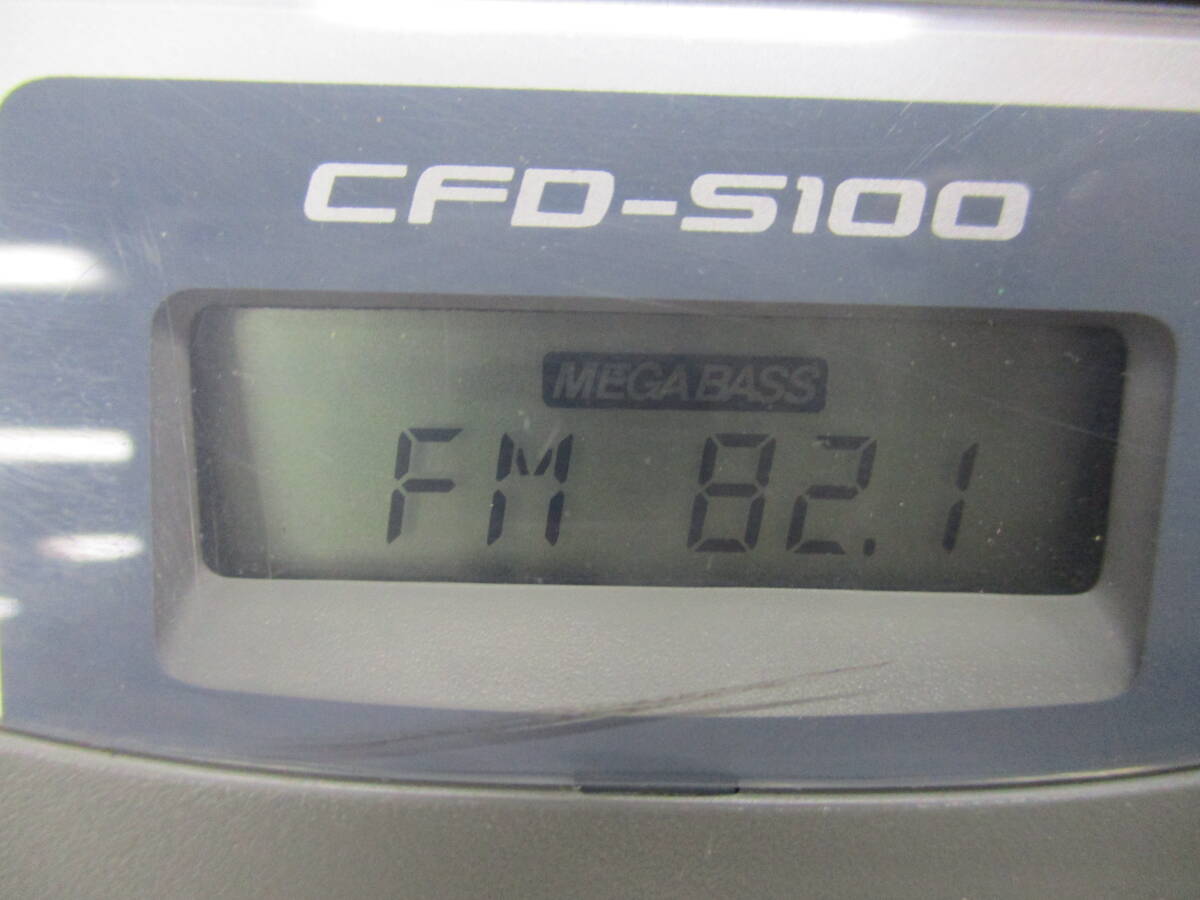 CFD-S100
MEGA BASS
FM 82.1